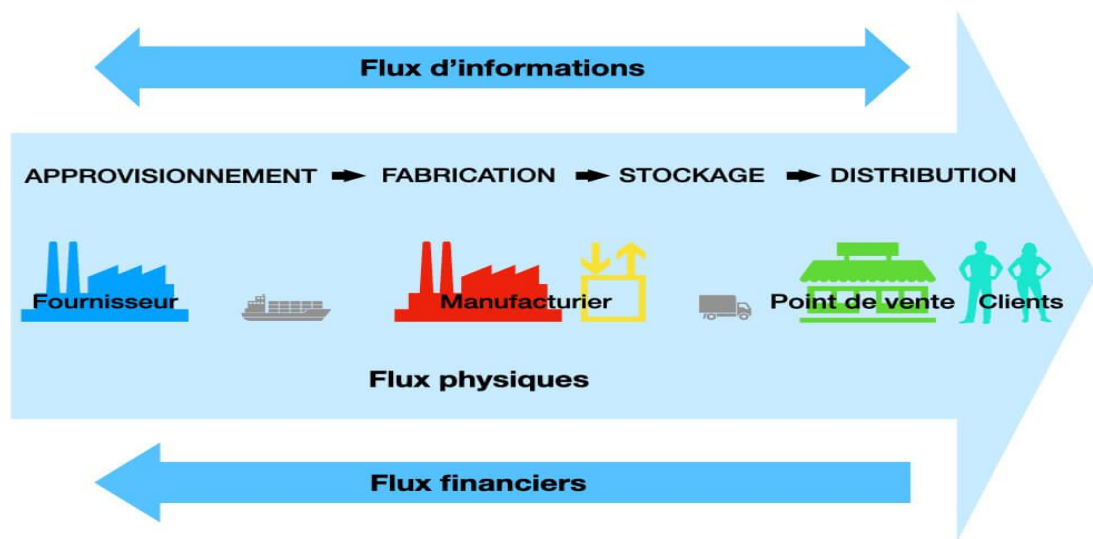 Flux d’informations
APPROVISIONNEMENT FABRICATION STOCKAGE DISTRIBUTION
Fournisseur Manufacturier Point de vente Clients
Flux physiques
Flux financiers